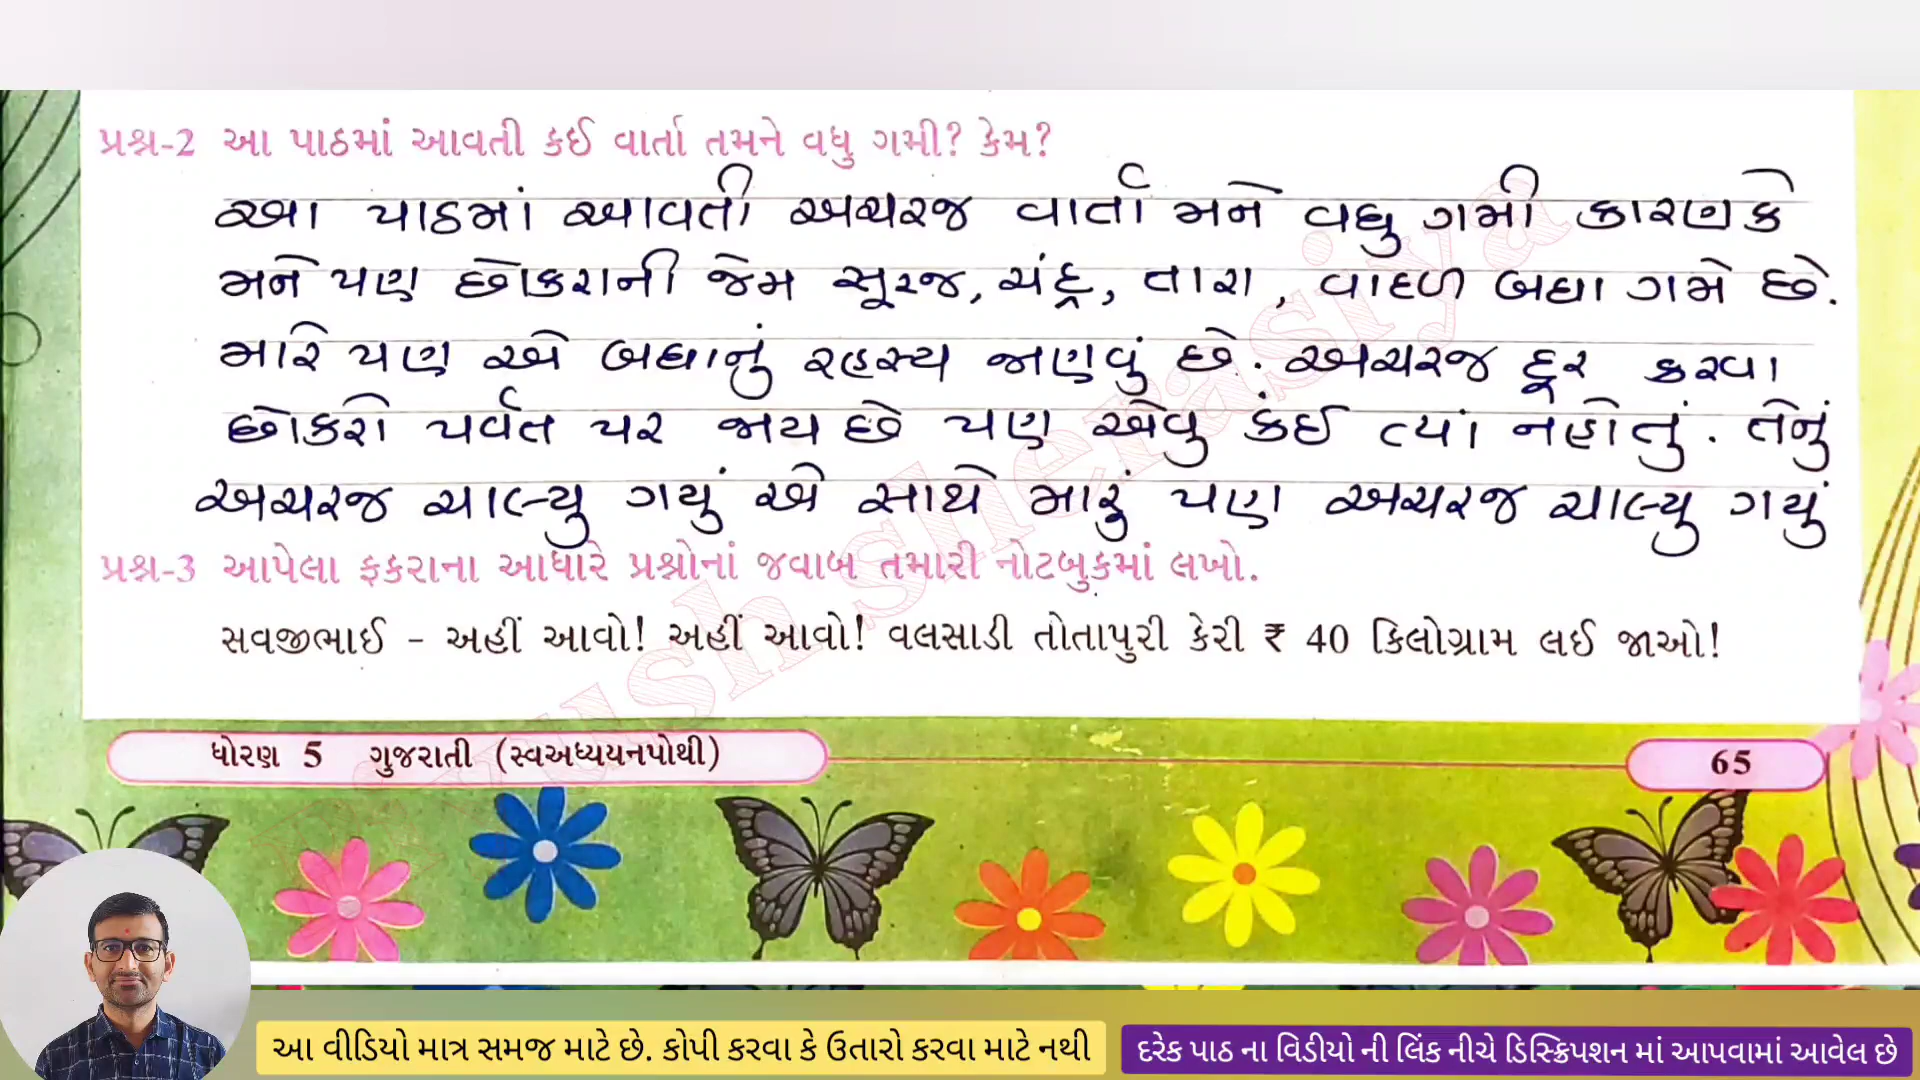 પ્રશ્ન-2 આ પાઠમાં આવતી કઈ વાર્તા તમને વધુ ગમી? કેમ?
આ પાઠમાં આવતી અચરજ વાર્તા મને વધુ ગમી કારણ કે
મને પણ છોકરાની જેમ સૂરજ, ચંદ્ર, તારા, વાદળ બધા ગમે છે.
મારે પણ એ બધાનું રહસ્ય જાણવું છે. અચરજ દૂર કરવા
છોકરો પર્વત પર જાય છે પણ એવુ કંઈ ત્યાં નહોતું. તેનું
અચરજ ચાલ્યુ ગયું એ સાથે મારું પણ અચરજ ચાલ્યુ ગયું
પ્રશ્ન-3 આપેલા ફકરાના આધારે પ્રશ્નોનાં જવાબ તમારી નોટબુકમાં લખો.
સવજીભાઈ - અહીં આવો! અહીં આવો! વલસાડી તોતાપુરી કેરી ₹ 40 કિલોગ્રામ લઈ જાઓ!
ધોરણ 5 ગુજરાતી (સ્વઅધ્યયનપોથી)
65
આ વીડિયો માત્ર સમજ માટે છે. કોપી કરવા કે ઉતારો કરવા માટે નથી
દરેક પાઠ ના વિડીયો ની લિંક નીચે ડિસ્ક્રિપશન માં આપવામાં આવેલ છે